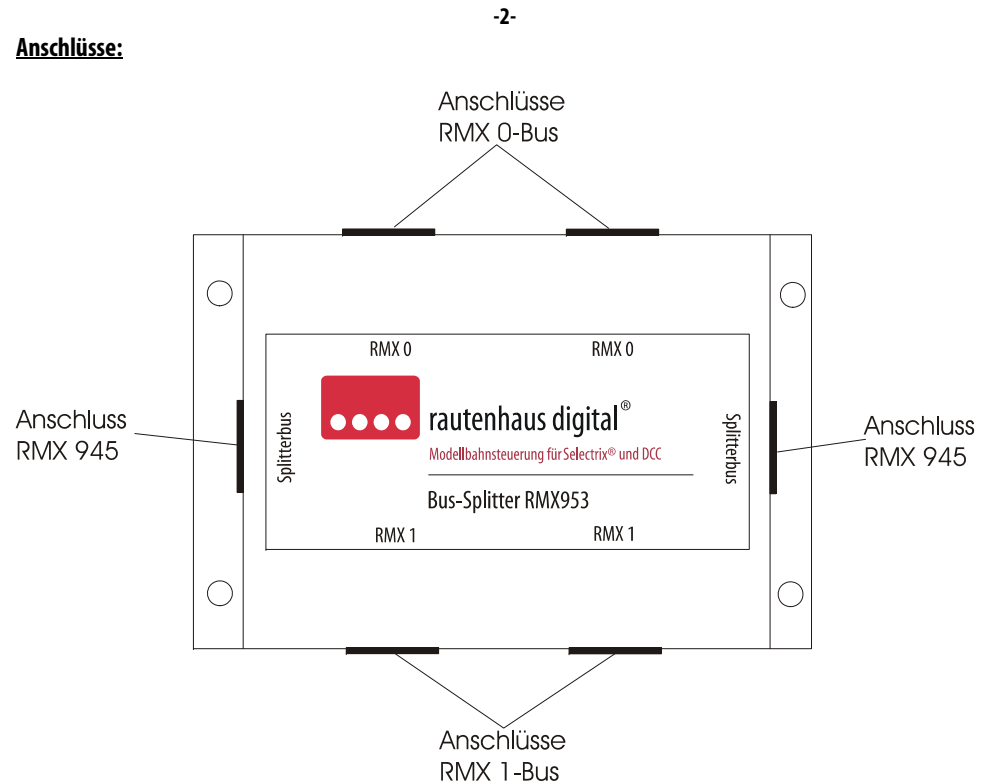 -2-
Anschlüsse:
Anschlüsse
RMX 0-Bus
RMX 0
RMX 0
Anschluss
RMX 945
Splitterbus
rautenhaus digital®
Modellbahnsteuerung für Selectrix® und DCC
Bus-Splitter RMX953
Splitterbus
Anschluss
RMX 945
RMX 1
RMX 1
Anschlüsse
RMX 1-Bus